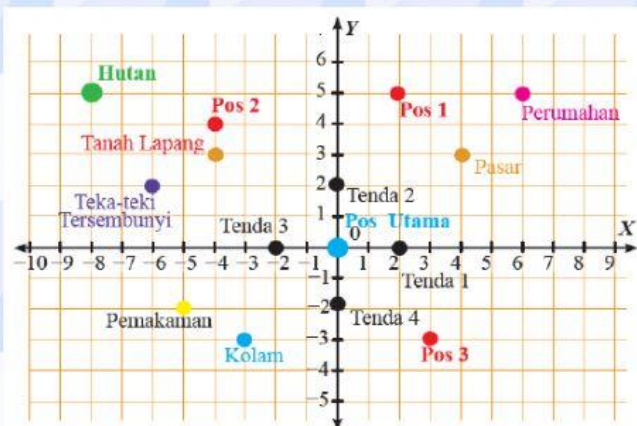 Y
6
Hutan
5
Pos 2
Pos 1
Perumahan
4
Tanah Lapang
3
Pasar
2
Tenda 2
Teka-teki
Tersembunyi
1
Tenda 3
Pos Utama
0
X
−10 −9 −8 −7 −6 −5 −4 −3 −2 −1 1 2 3 4 5 6 7 8 9
−1
Tenda 1
−2
Pemakaman
Tenda 4
−3
Kolam
Pos 3
−4
−5